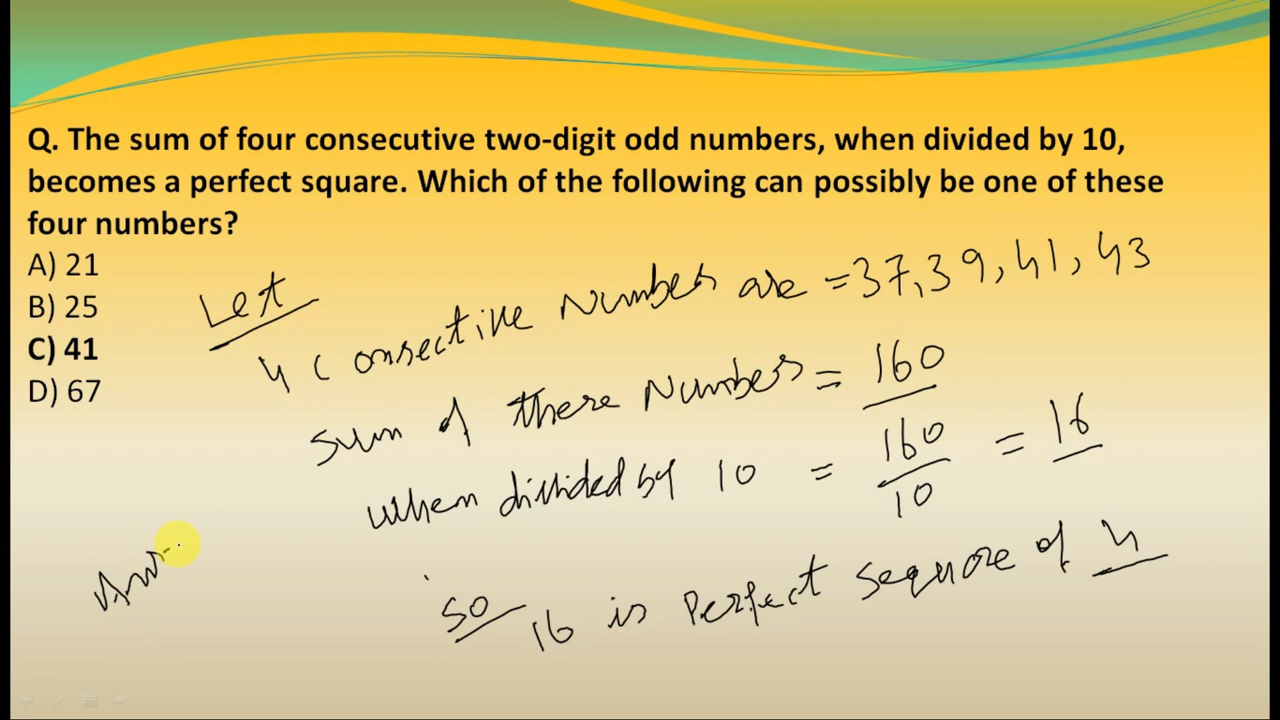 Q. The sum of four consecutive two-digit odd numbers, when divided by 10,
becomes a perfect square. Which of the following can possibly be one of these
four numbers?
A) 21
B) 25
C) 41
D) 67
Let
4 consective Numbers are = 37, 39, 41, 43
sum of there Numbers = 160
when divided by 10 = 160/10 = 16
so 16 is Perfect sequore of 4
Ans